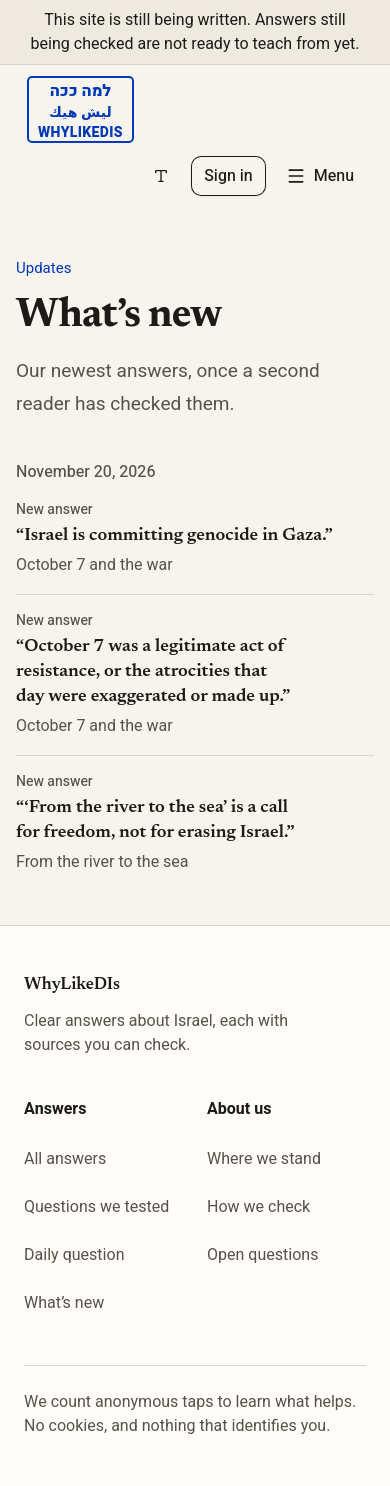 This site is still being written. Answers still
being checked are not ready to teach from yet.
למה ככה
ليش هيك
WHYLIKEDIS
T
Sign in
Menu
Updates
What’s new
Our newest answers, once a second
reader has checked them.
November 20, 2026
New answer
“Israel is committing genocide in Gaza.”
October 7 and the war
New answer
“October 7 was a legitimate act of
resistance, or the atrocities that
day were exaggerated or made up.”
October 7 and the war
New answer
“‘From the river to the sea’ is a call
for freedom, not for erasing Israel.”
From the river to the sea
WhyLikeDIs
Clear answers about Israel, each with
sources you can check.
Answers
About us
All answers
Where we stand
Questions we tested
How we check
Daily question
Open questions
What’s new
We count anonymous taps to learn what helps.
No cookies, and nothing that identifies you.